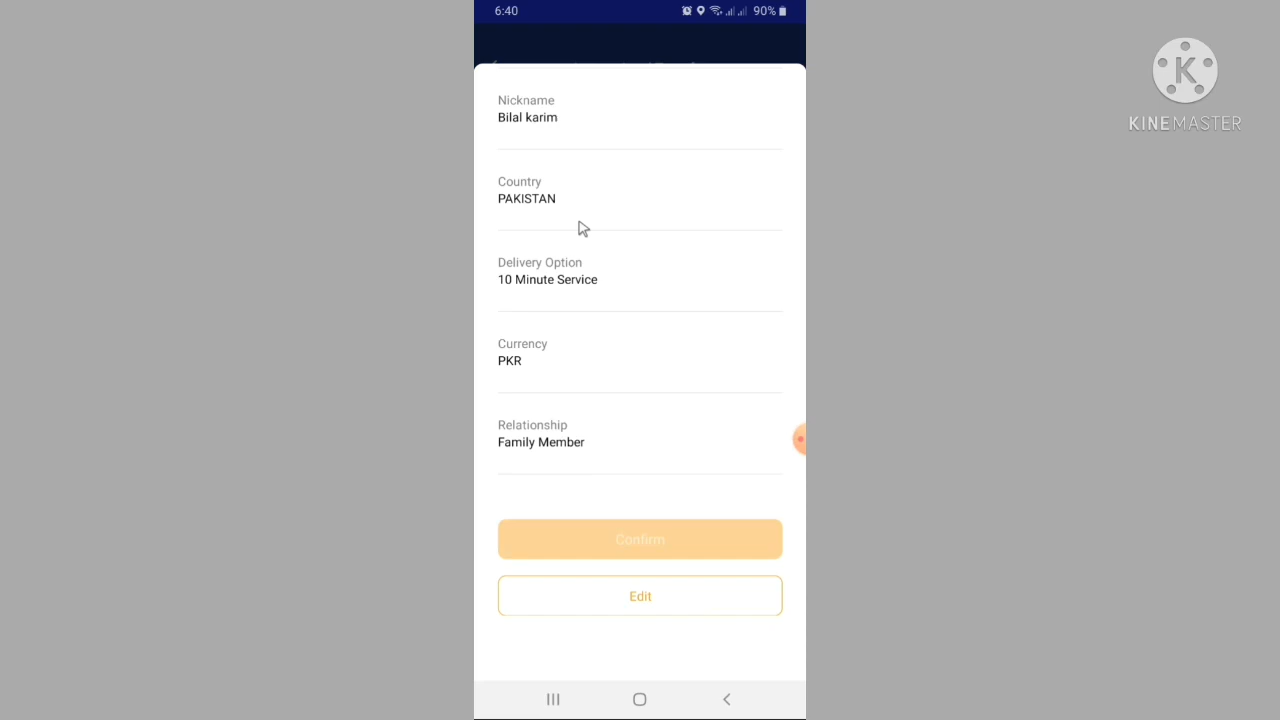 6:40
90%
Nickname
Bilal karim
Country
PAKISTAN
Delivery Option
10 Minute Service
Currency
PKR
Relationship
Family Member
Confirm
Edit
K
KINEMASTER